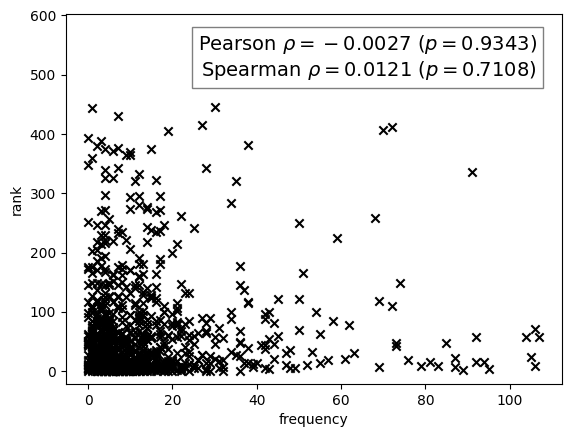 Pearson ρ = −0.0027 (p = 0.9343)
Spearman ρ = 0.0121 (p = 0.7108)
600
500
400
300
200
100
0
rank
0 20 40 60 80 100
frequency